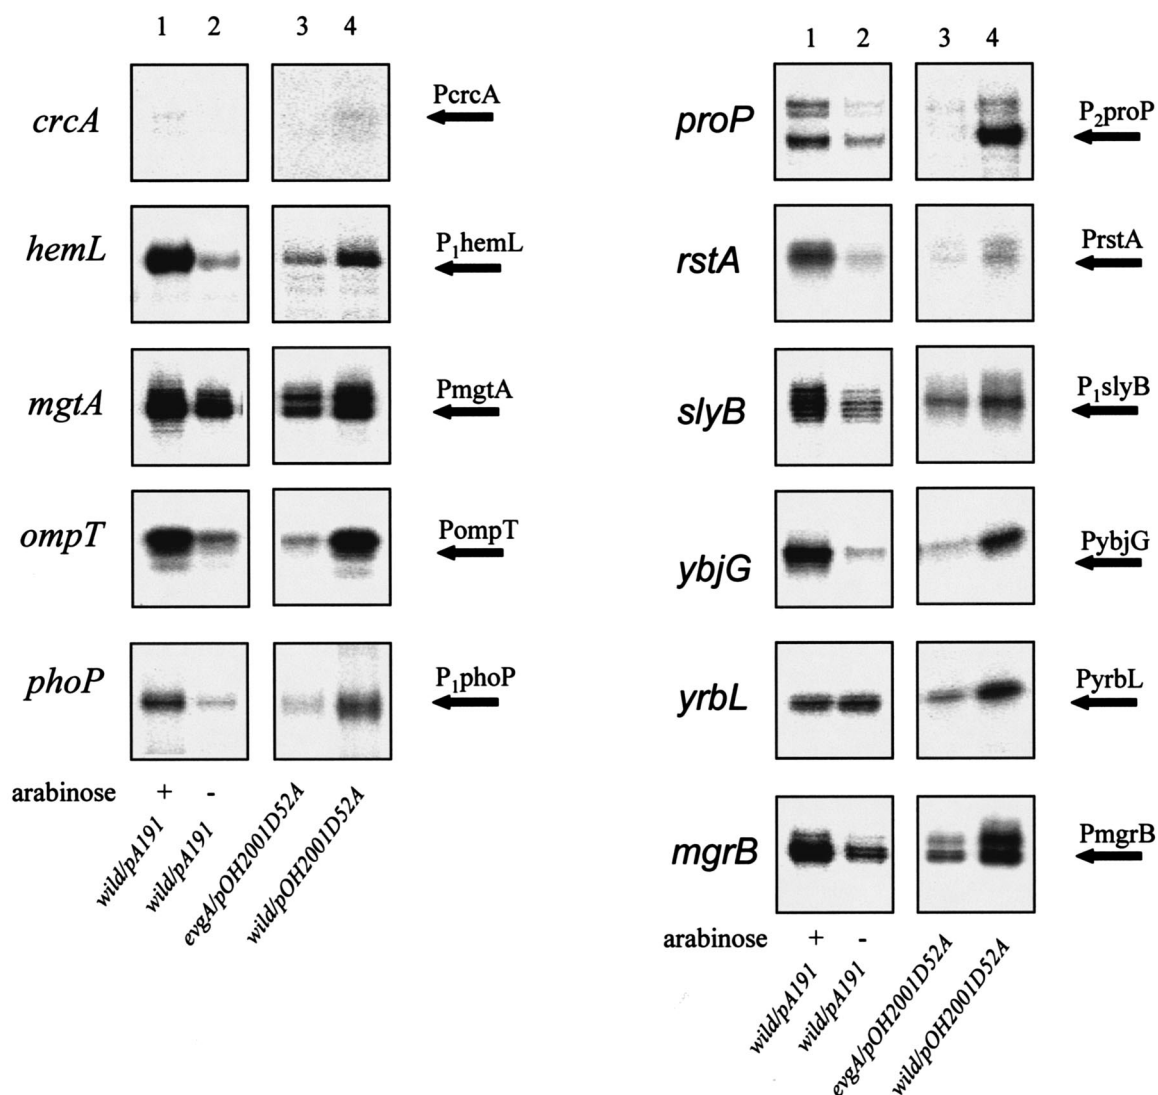 1 2 3 4
crcA
PcrcA
hemL
P1hemL
mgtA
PmgtA
ompT
PompT
phoP
P1phoP
arabinose + -
wild/pA191
wild/pA191
evgA/pOH2001D52A
wild/pOH2001D52A
1 2 3 4
proP
P2proP
rstA
PrstA
slyB
P1slyB
ybjG
PybjG
yrbL
PyrbL
mgrB
PmgrB
arabinose + -
wild/pA191
wild/pA191
evgA/pOH2001D52A
wild/pOH2001D52A